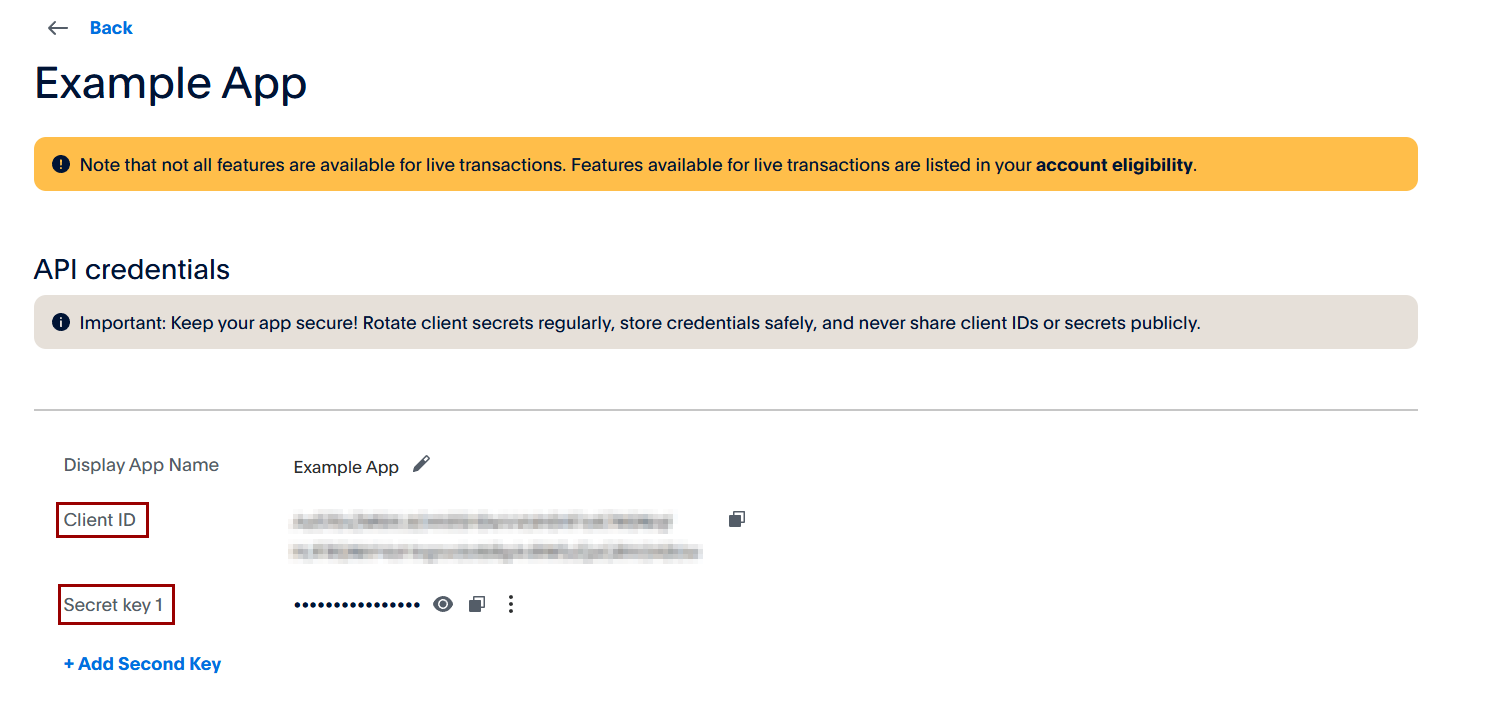 Back
Example App
Note that not all features are available for live transactions. Features available for live transactions are listed in your account eligibility.
API credentials
Important: Keep your app secure! Rotate client secrets regularly, store credentials safely, and never share client IDs or secrets publicly.
Display App Name Example App
Client ID
Secret key 1 ••••••••••••••••
+ Add Second Key